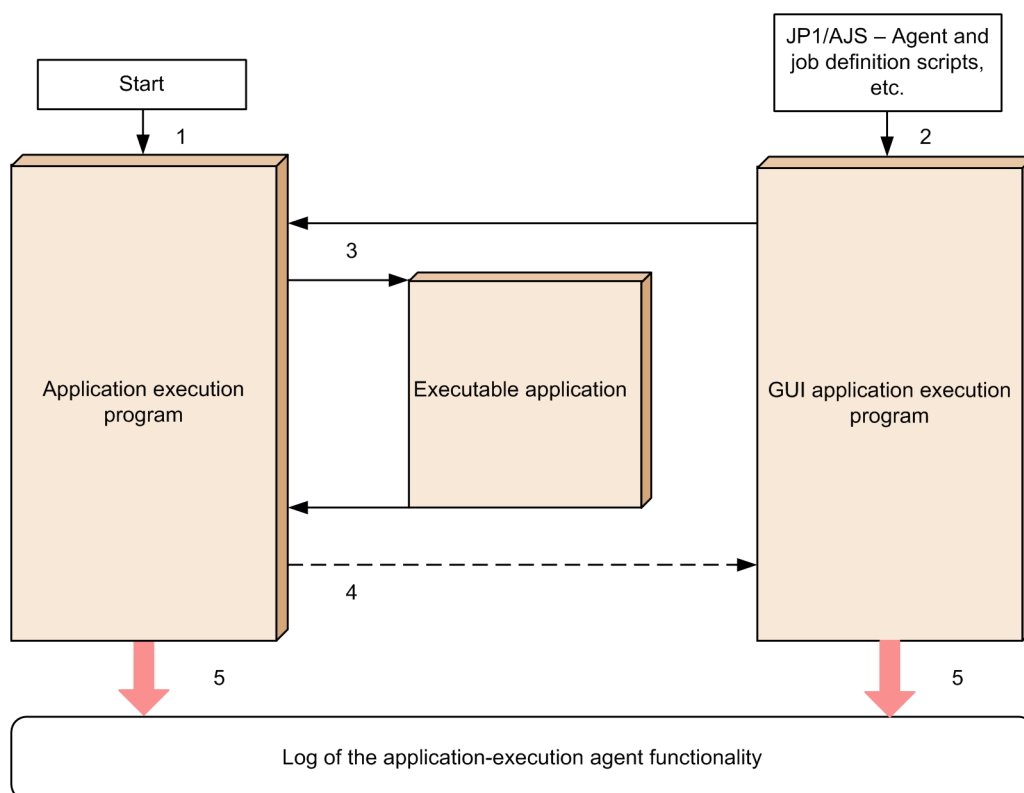 JP1/AJS – Agent and
job definition scripts,
etc.
Start
1
2
3
Application execution
program
Executable application
GUI application execution
program
4
5
5
Log of the application-execution agent functionality